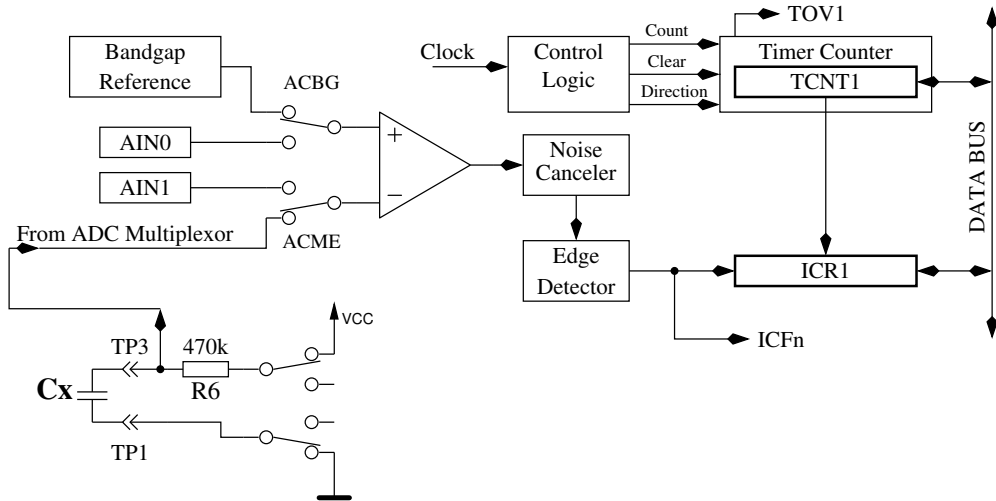 TOV1
Bandgap
Reference
ACBG
Clock
Control
Logic
Count
Clear
Direction
Timer Counter
TCNT1
AIN0
AIN1
+
−
Noise
Canceler
DATA BUS
From ADC Multiplexor
ACME
Edge
Detector
ICR1
ICFn
VCC
TP3
470k
R6
Cx
TP1